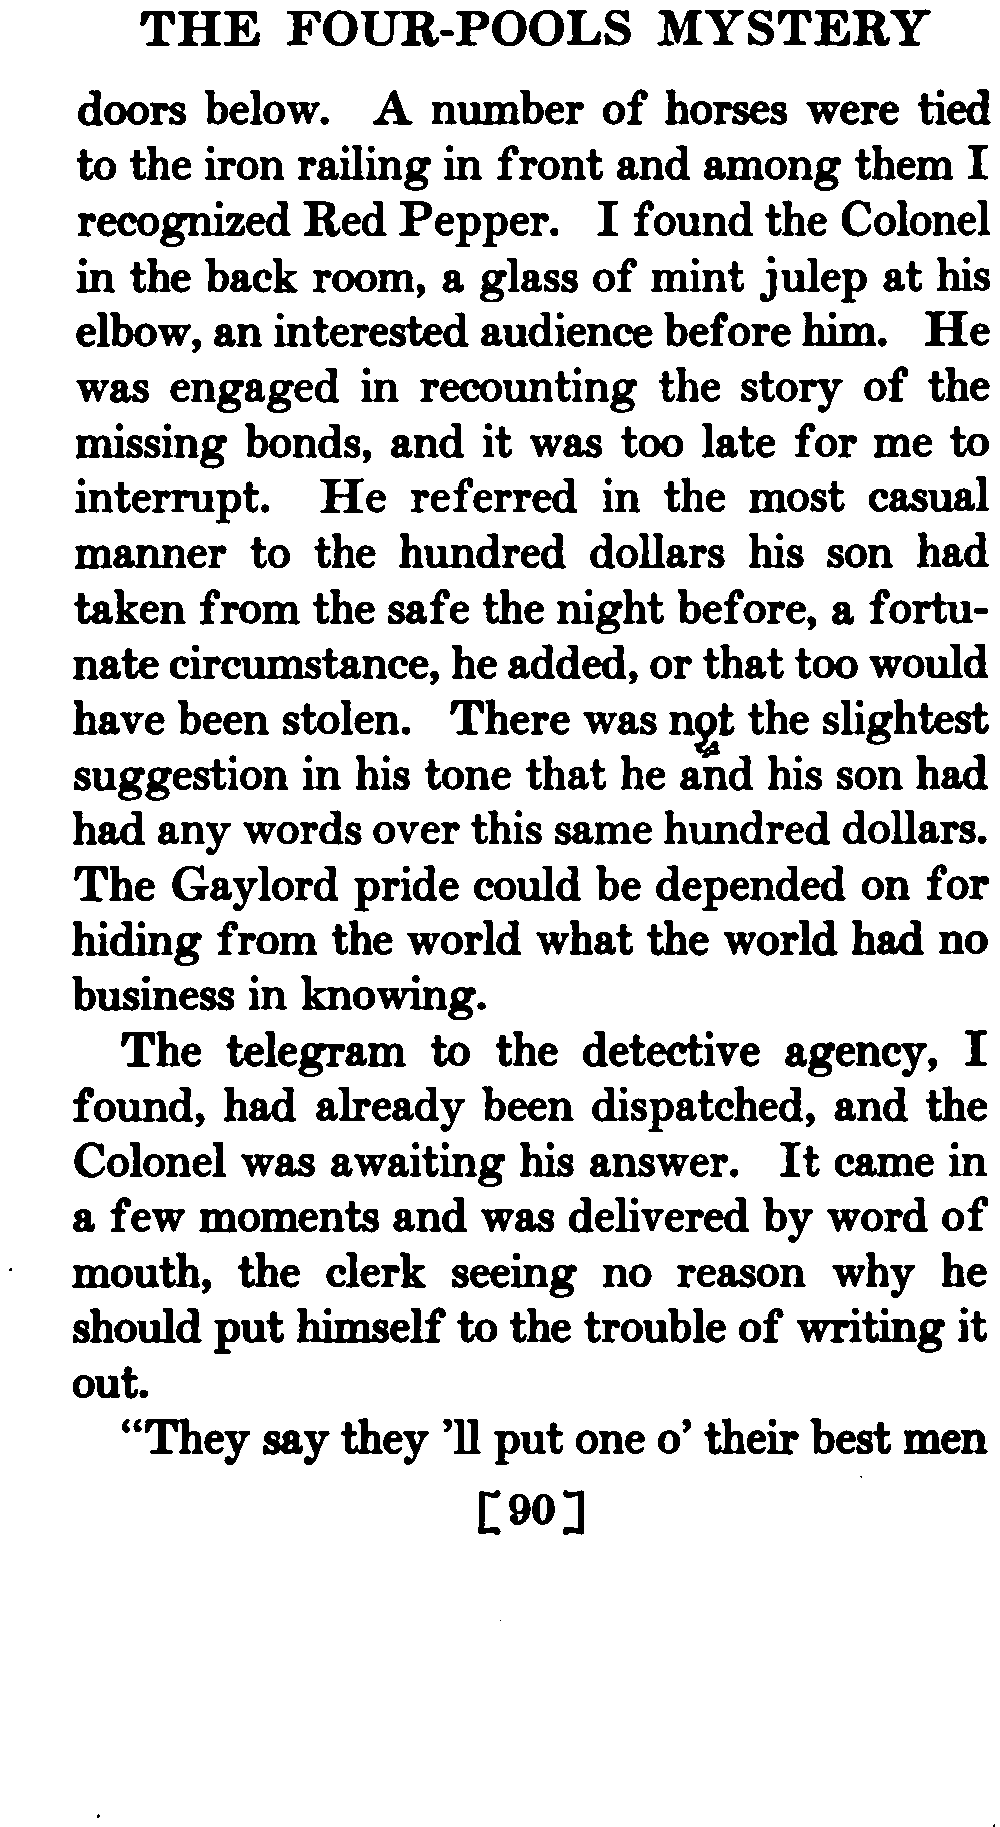 THE FOUR-POOLS MYSTERY
doors below. A number of horses were tied
to the iron railing in front and among them I
recognized Red Pepper. I found the Colonel
in the back room, a glass of mint julep at his
elbow, an interested audience before him. He
was engaged in recounting the story of the
missing bonds, and it was too late for me to
interrupt. He referred in the most casual
manner to the hundred dollars his son had
taken from the safe the night before, a fortu-
nate circumstance, he added, or that too would
have been stolen. There was not the slightest
suggestion in his tone that he and his son had
had any words over this same hundred dollars.
The Gaylord pride could be depended on for
hiding from the world what the world had no
business in knowing.
The telegram to the detective agency, I
found, had already been dispatched, and the
Colonel was awaiting his answer. It came in
a few moments and was delivered by word of
mouth, the clerk seeing no reason why he
should put himself to the trouble of writing it
out.
“They say they ’ll put one o’ their best men
[90]